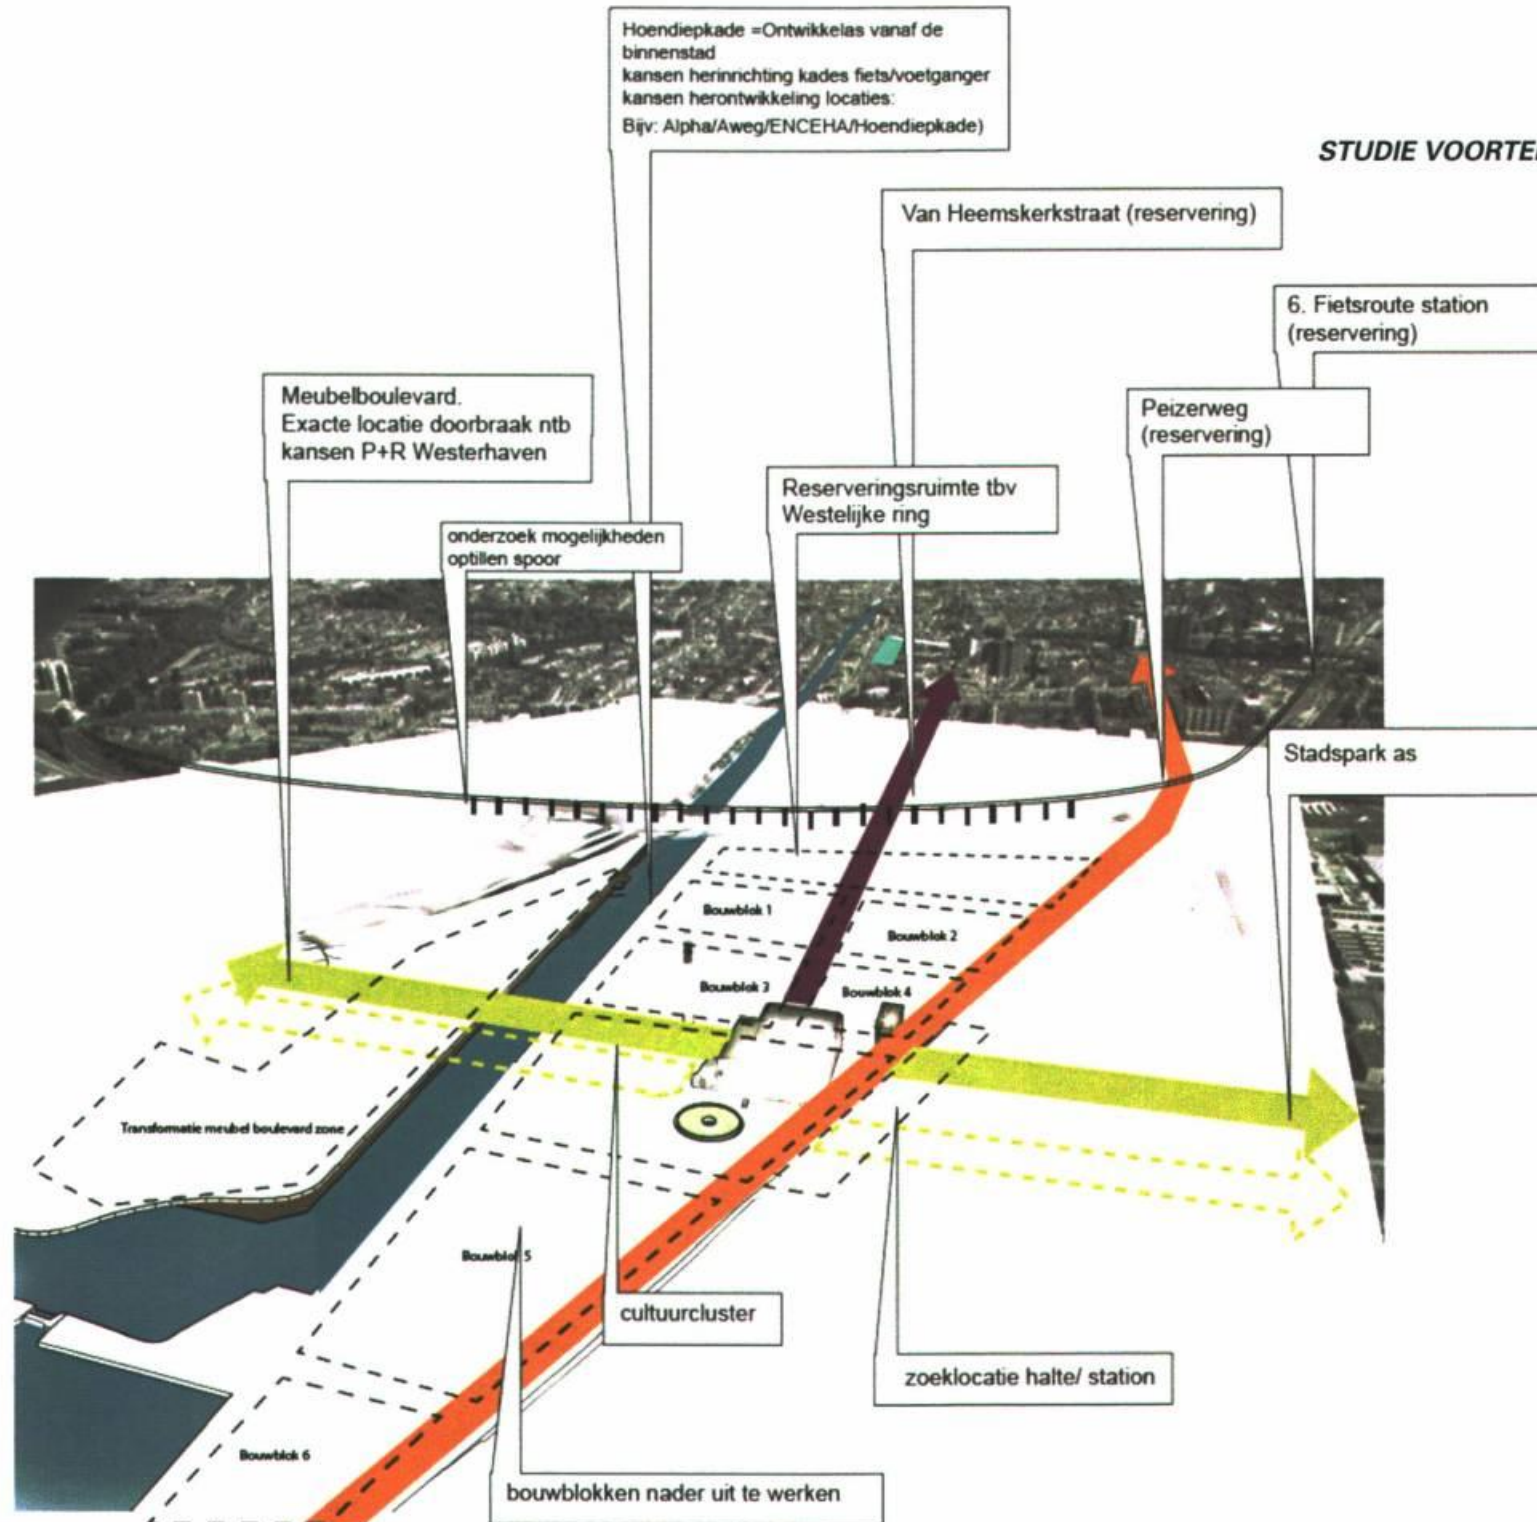 Hoendiepkade =Ontwikkelas vanaf de
binnenstad
kansen herinrichting kades fiets/voetganger
kansen herontwikkeling locaties:
Bijv: Alpha/Aweg/ENCEHA/Hoendiepkade)
STUDIE VOORTE
Van Heemskerkstraat (reservering)
6. Fietsroute station
(reservering)
Meubelboulevard.
Exacte locatie doorbraak ntb
kansen P+R Westerhaven
Peizerweg
(reservering)
Reserveringsruimte tbv
Westelijke ring
onderzoek mogelijkheden
optillen spoor
Stadspark as
Bouwblok 1
Bouwblok 2
Bouwblok 3
Bouwblok 4
Transformatie meubel boulevard zone
Bouwblok 5
cultuurcluster
zoeklocatie halte/ station
Bouwblok 6
bouwblokken nader uit te werken